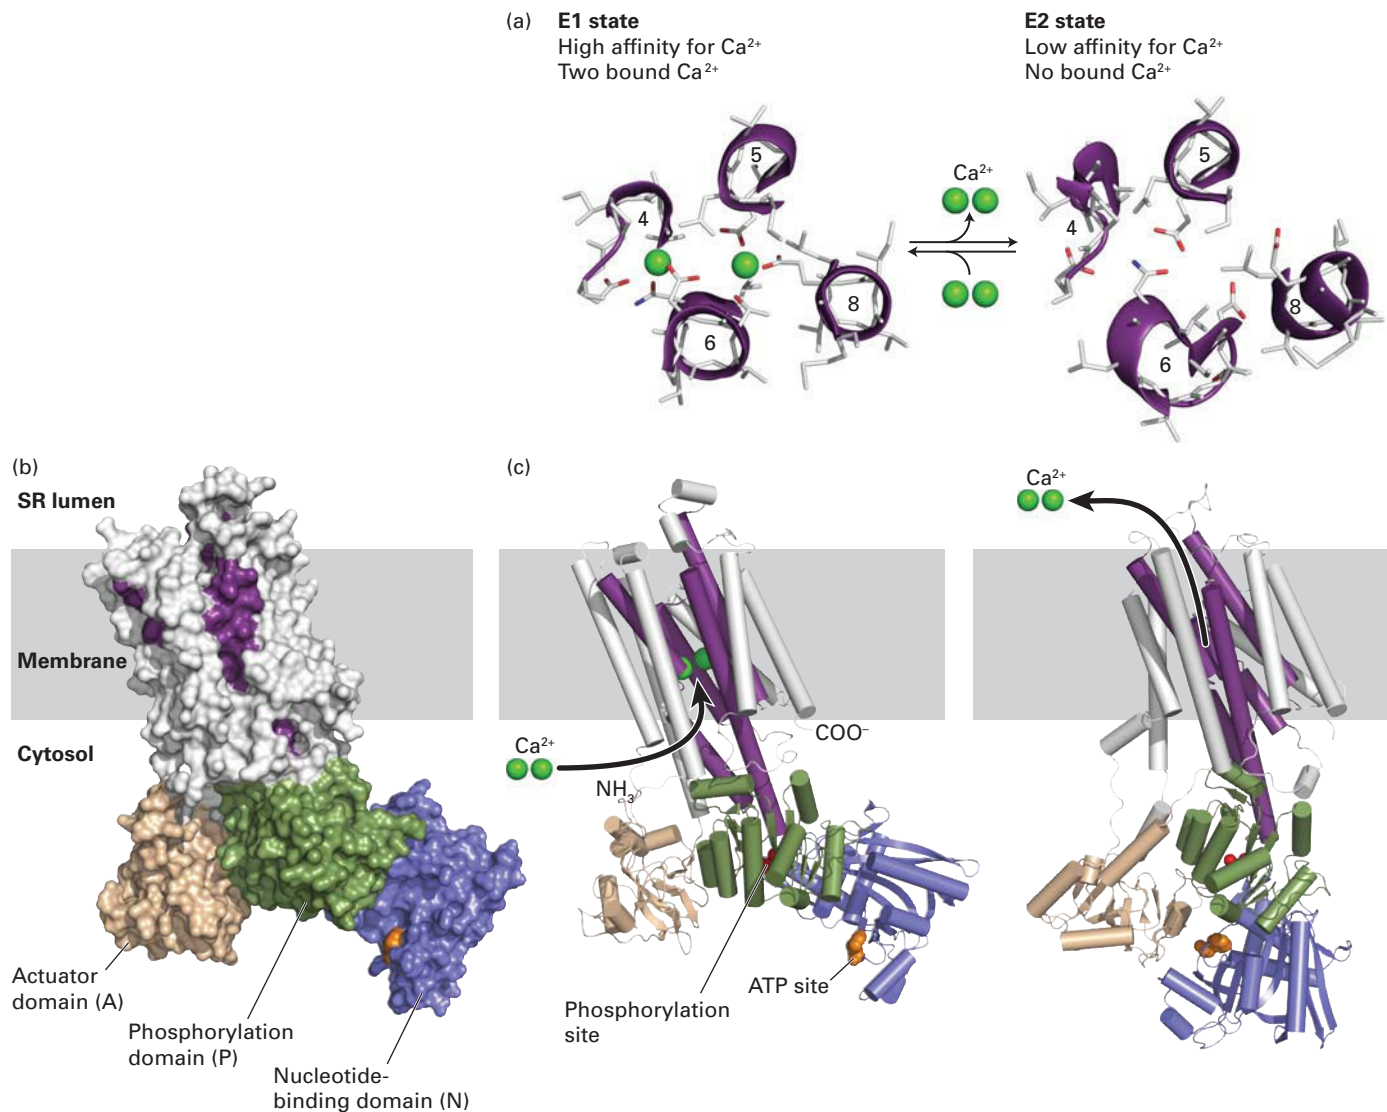 (a) E1 state
High affinity for Ca²⁺
Two bound Ca²⁺
E2 state
Low affinity for Ca²⁺
No bound Ca²⁺
5
4
8
6
Ca²⁺
5
4
8
6
(b)
SR lumen
Membrane
Cytosol
Actuator
domain (A)
Phosphorylation
domain (P)
Nucleotide-
binding domain (N)
(c)
Ca²⁺
COO⁻
NH₃
Phosphorylation
site
ATP site
Ca²⁺